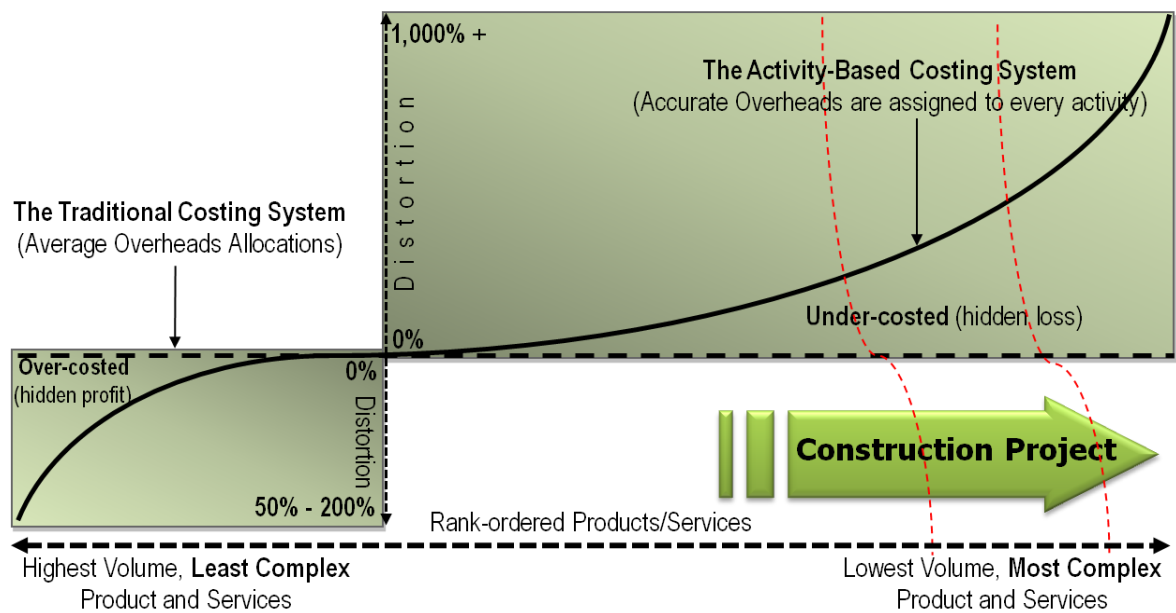 1,000% +
Distortion
The Activity-Based Costing System
(Accurate Overheads are assigned to every activity)
The Traditional Costing System
(Average Overheads Allocations)
Under-costed (hidden loss)
0%
Over-costed
(hidden profit)
0%
Distortion
50% - 200%
Construction Project
Rank-ordered Products/Services
Highest Volume, Least Complex
Product and Services
Lowest Volume, Most Complex
Product and Services